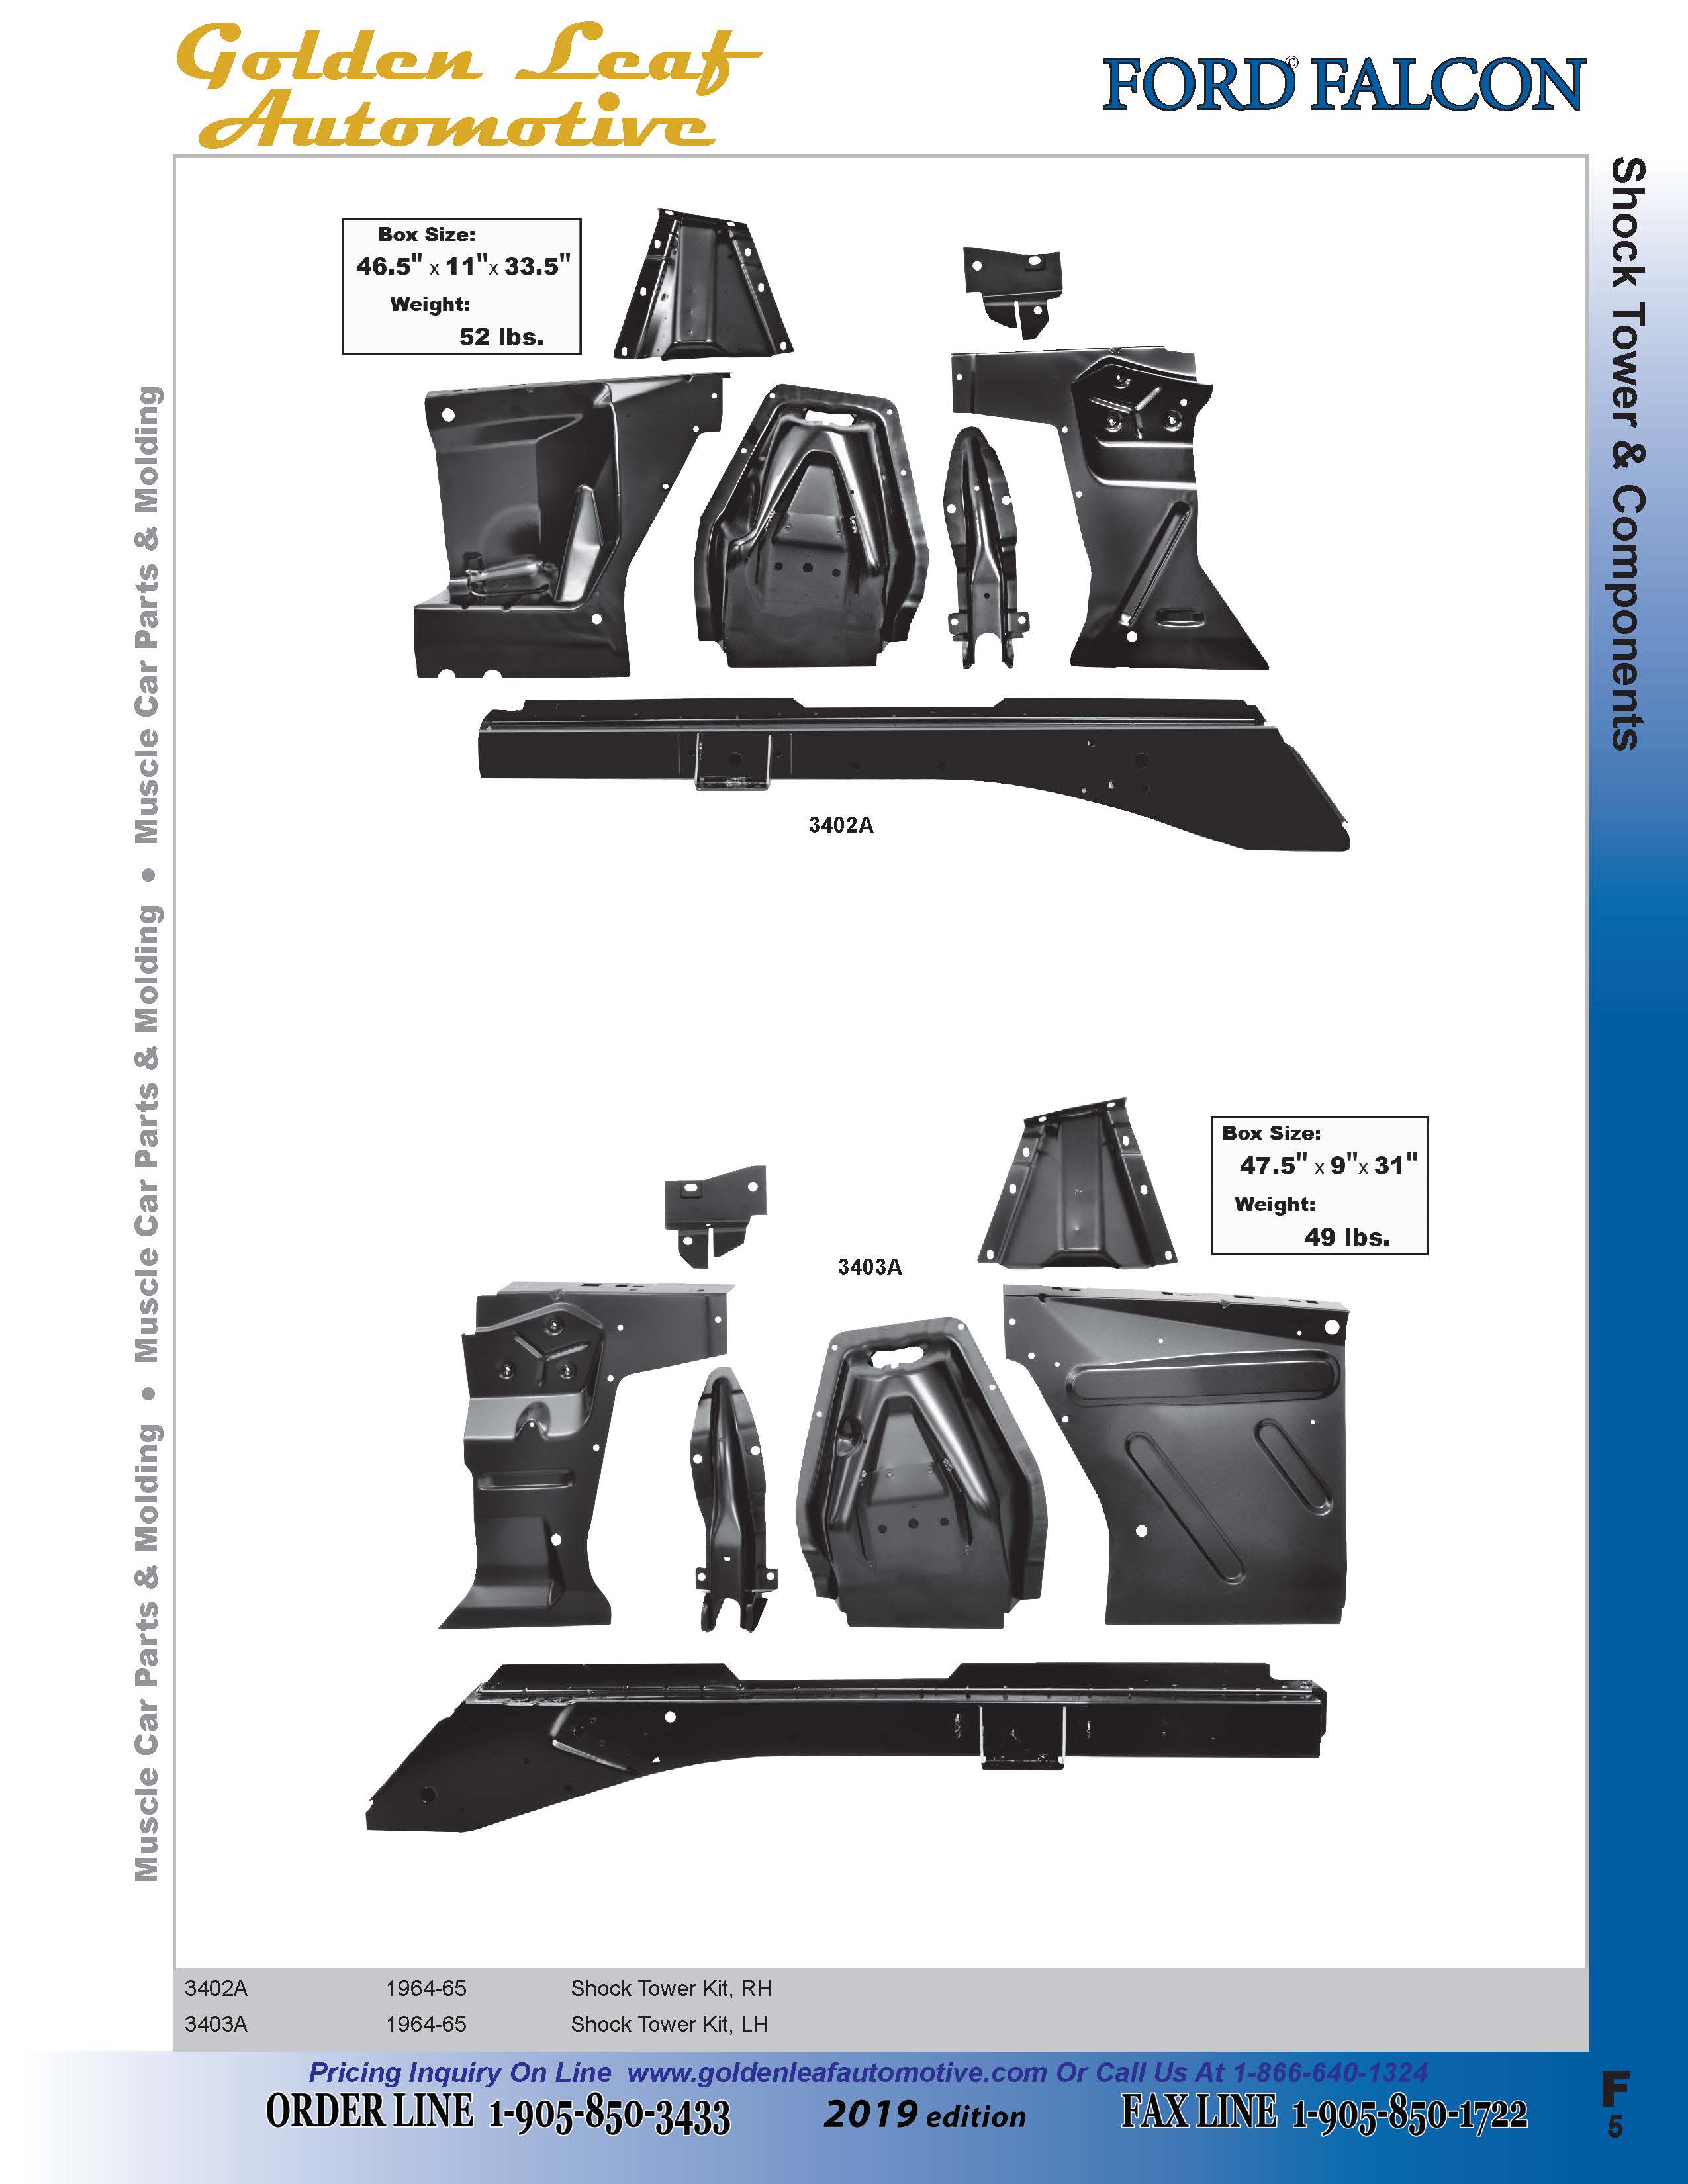 Golden Leaf
Automotive
FORD© FALCON
Shock Tower & Components
Muscle Car Parts & Molding • Muscle Car Parts & Molding • Muscle Car Parts & Molding
Box Size:
46.5" x 11"x 33.5"
Weight:
52 lbs.
3402A
Box Size:
47.5" x 9"x 31"
Weight:
49 lbs.
3403A
3402A 1964-65 Shock Tower Kit, RH
3403A 1964-65 Shock Tower Kit, LH
Pricing Inquiry On Line www.goldenleafautomotive.com Or Call Us At 1-866-640-1324
ORDER LINE 1-905-850-3433 2019 edition FAX LINE 1-905-850-1722
F
5